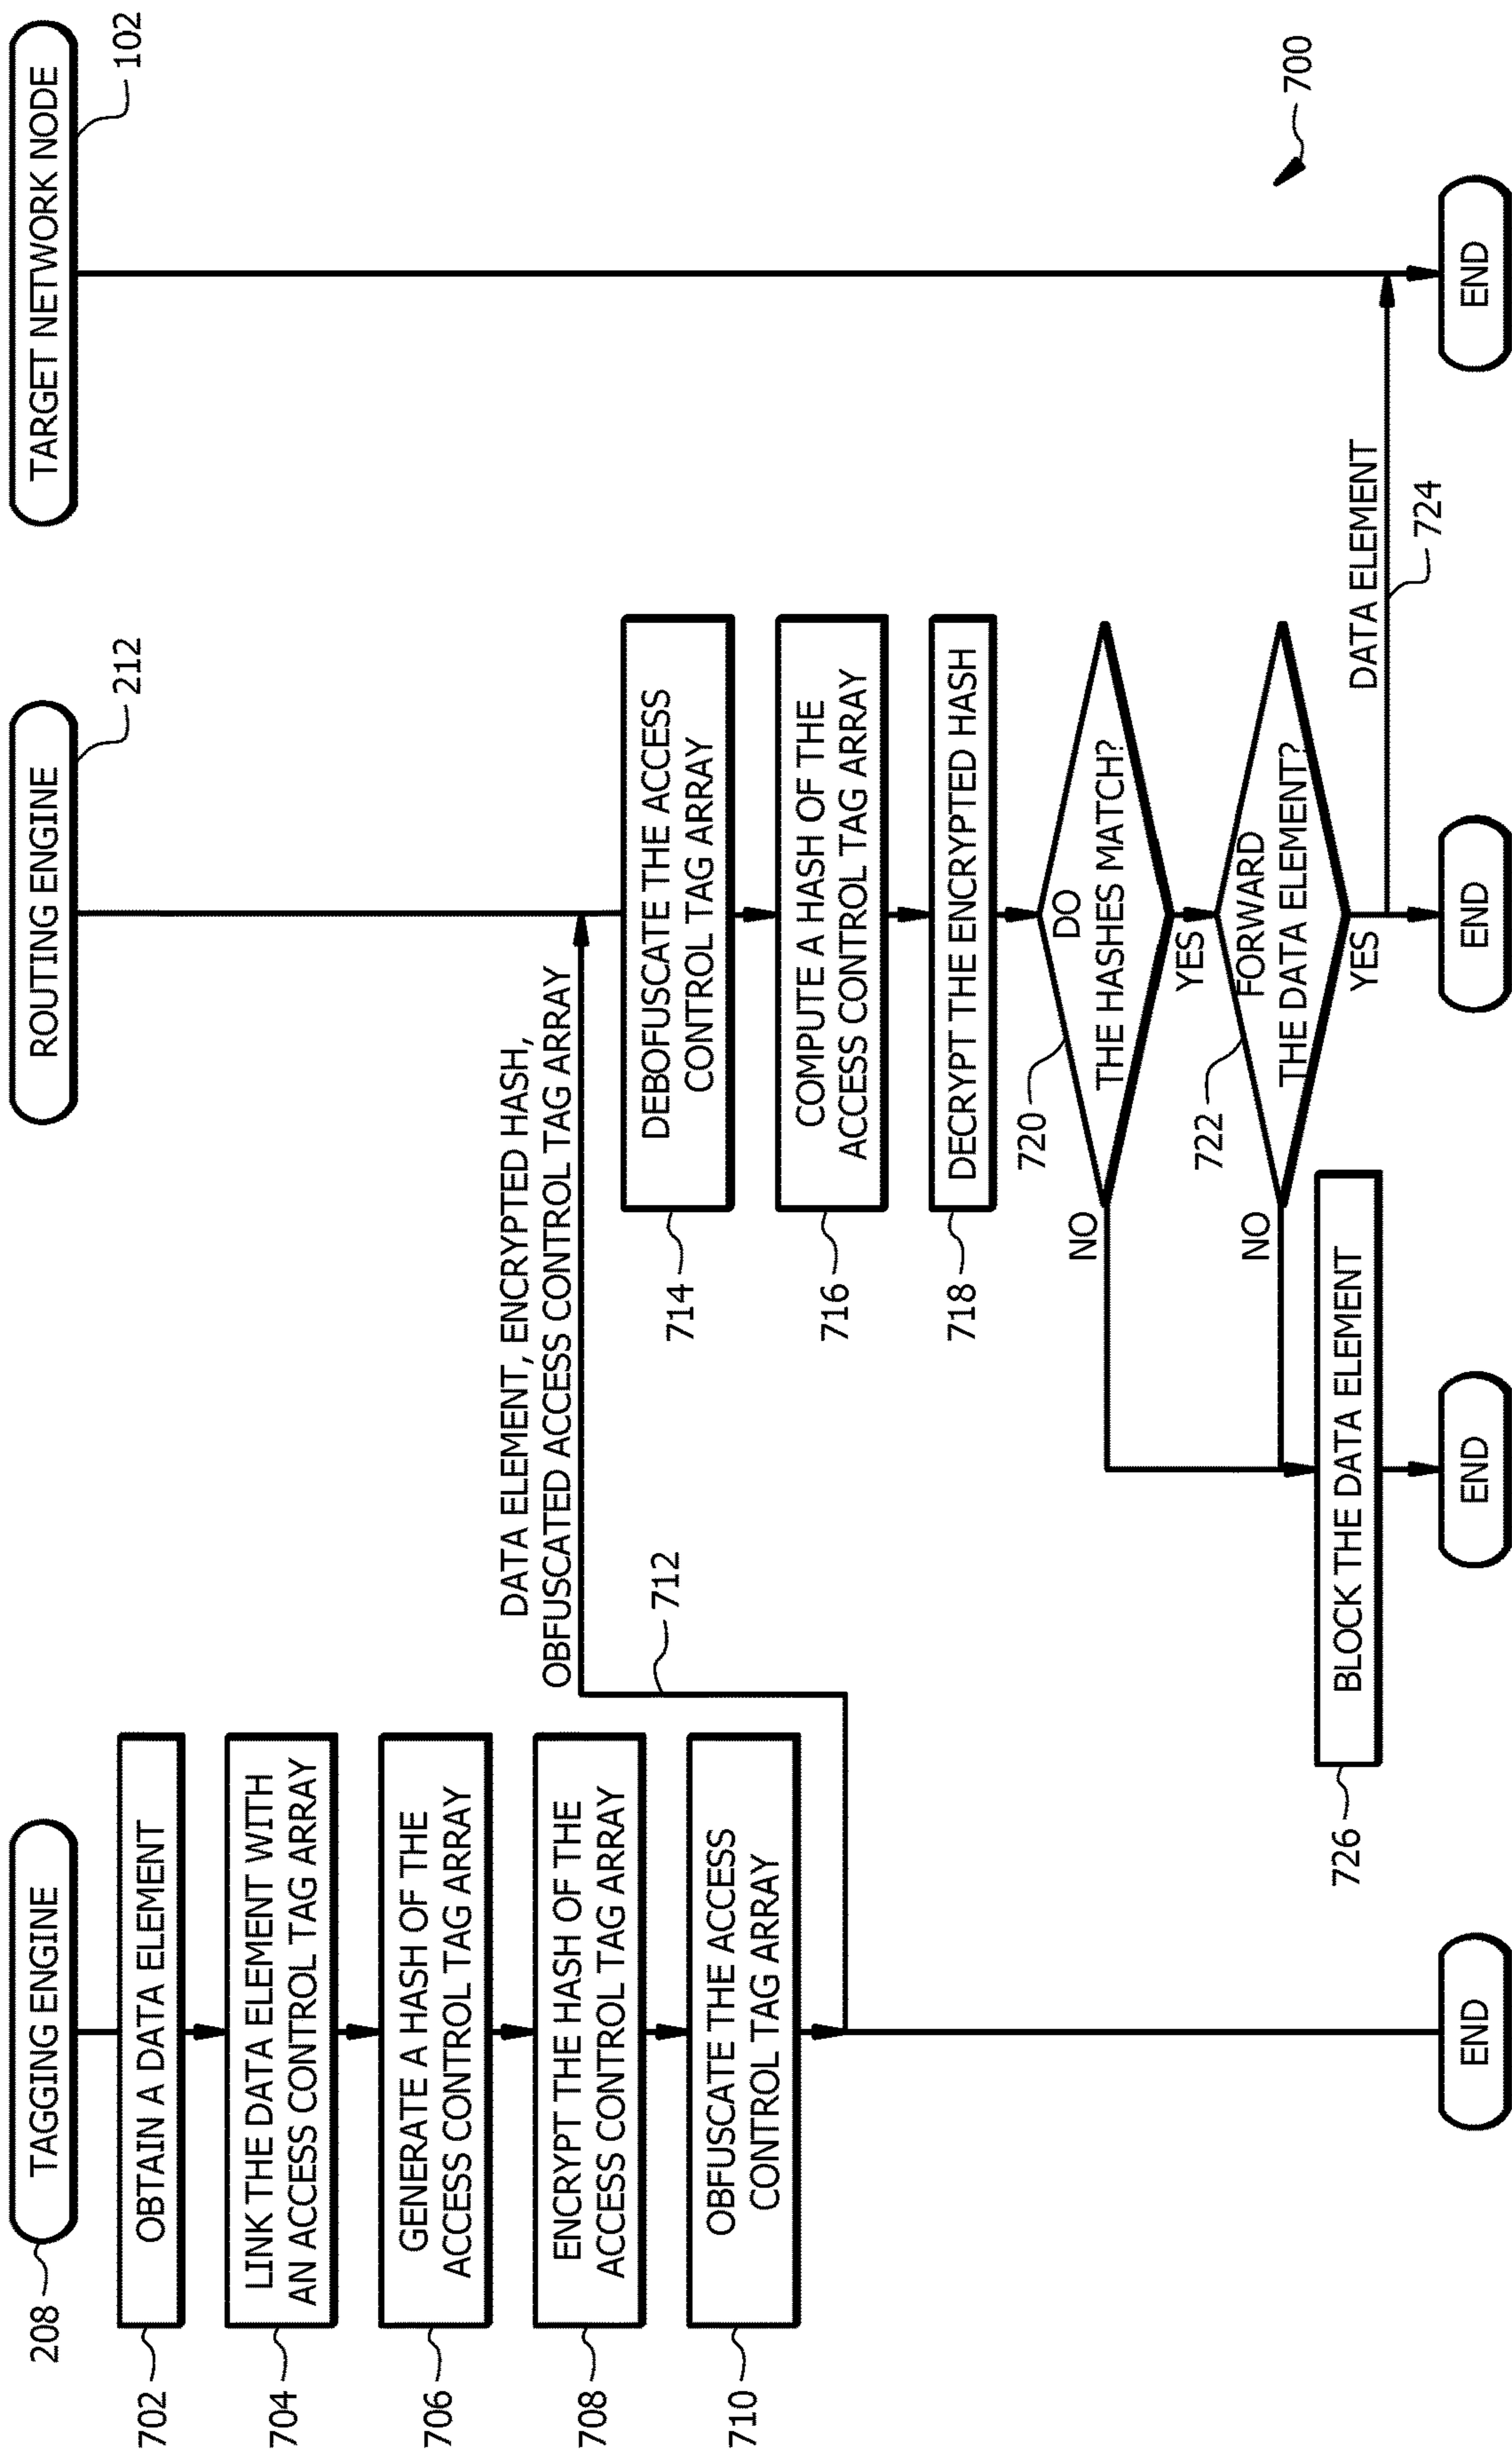 TAGGING ENGINE
208
ROUTING ENGINE
212
TARGET NETWORK NODE
102
702
OBTAIN A DATA ELEMENT
704
LINK THE DATA ELEMENT WITH
AN ACCESS CONTROL TAG ARRAY
706
GENERATE A HASH OF THE
ACCESS CONTROL TAG ARRAY
708
ENCRYPT THE HASH OF THE
ACCESS CONTROL TAG ARRAY
710
OBFUSCATE THE ACCESS
CONTROL TAG ARRAY
DATA ELEMENT, ENCRYPTED HASH,
OBFUSCATED ACCESS CONTROL TAG ARRAY
712
714
DEBOFUSCATE THE ACCESS
CONTROL TAG ARRAY
716
COMPUTE A HASH OF THE
ACCESS CONTROL TAG ARRAY
718
DECRYPT THE ENCRYPTED HASH
720
DO
THE HASHES MATCH?
NO
YES
722
FORWARD
THE DATA ELEMENT?
NO
YES
DATA ELEMENT
724
726
BLOCK THE DATA ELEMENT
END
END
END
END
700